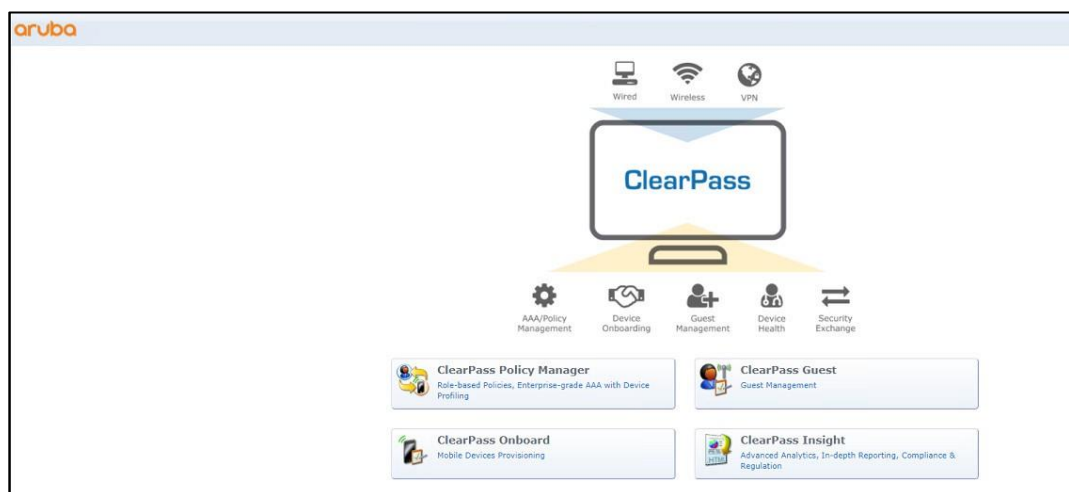 aruba
Wired
Wireless
VPN
ClearPass
AAA/Policy
Management
Device
Onboarding
Guest
Management
Device
Health
Security
Exchange
ClearPass Policy Manager
Role-based Policies, Enterprise-grade AAA with Device
Profiling
ClearPass Guest
Guest Management
ClearPass Onboard
Mobile Devices Provisioning
ClearPass Insight
Advanced Analytics, In-depth Reporting, Compliance &
Regulation